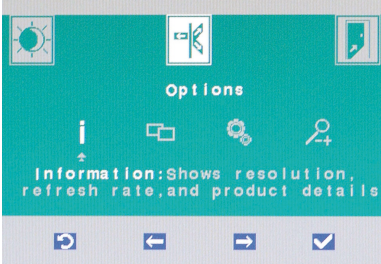 Options
Information:Shows resolution,
refresh rate,and product details